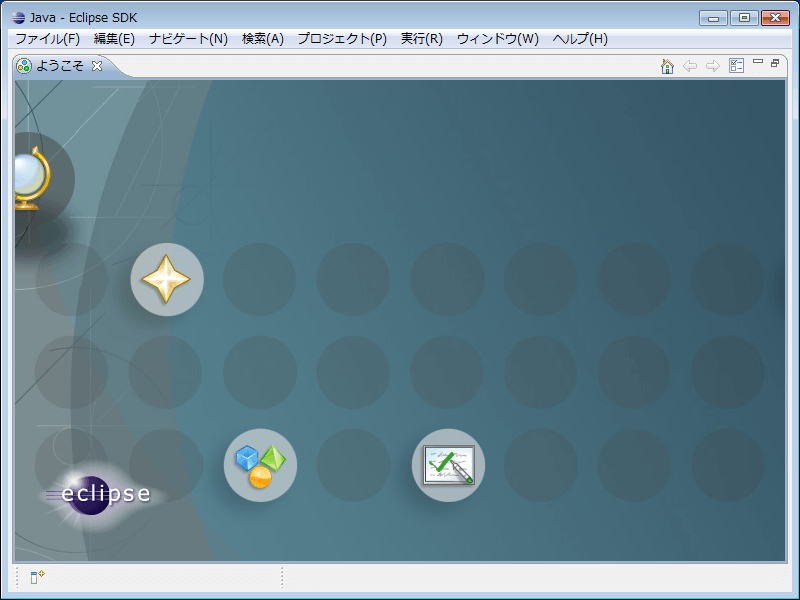 Java - Eclipse SDK
ファイル(F) 編集(E) ナビゲート(N) 検索(A) プロジェクト(P) 実行(R) ウィンドウ(W) ヘルプ(H)
ようこそ
eclipse